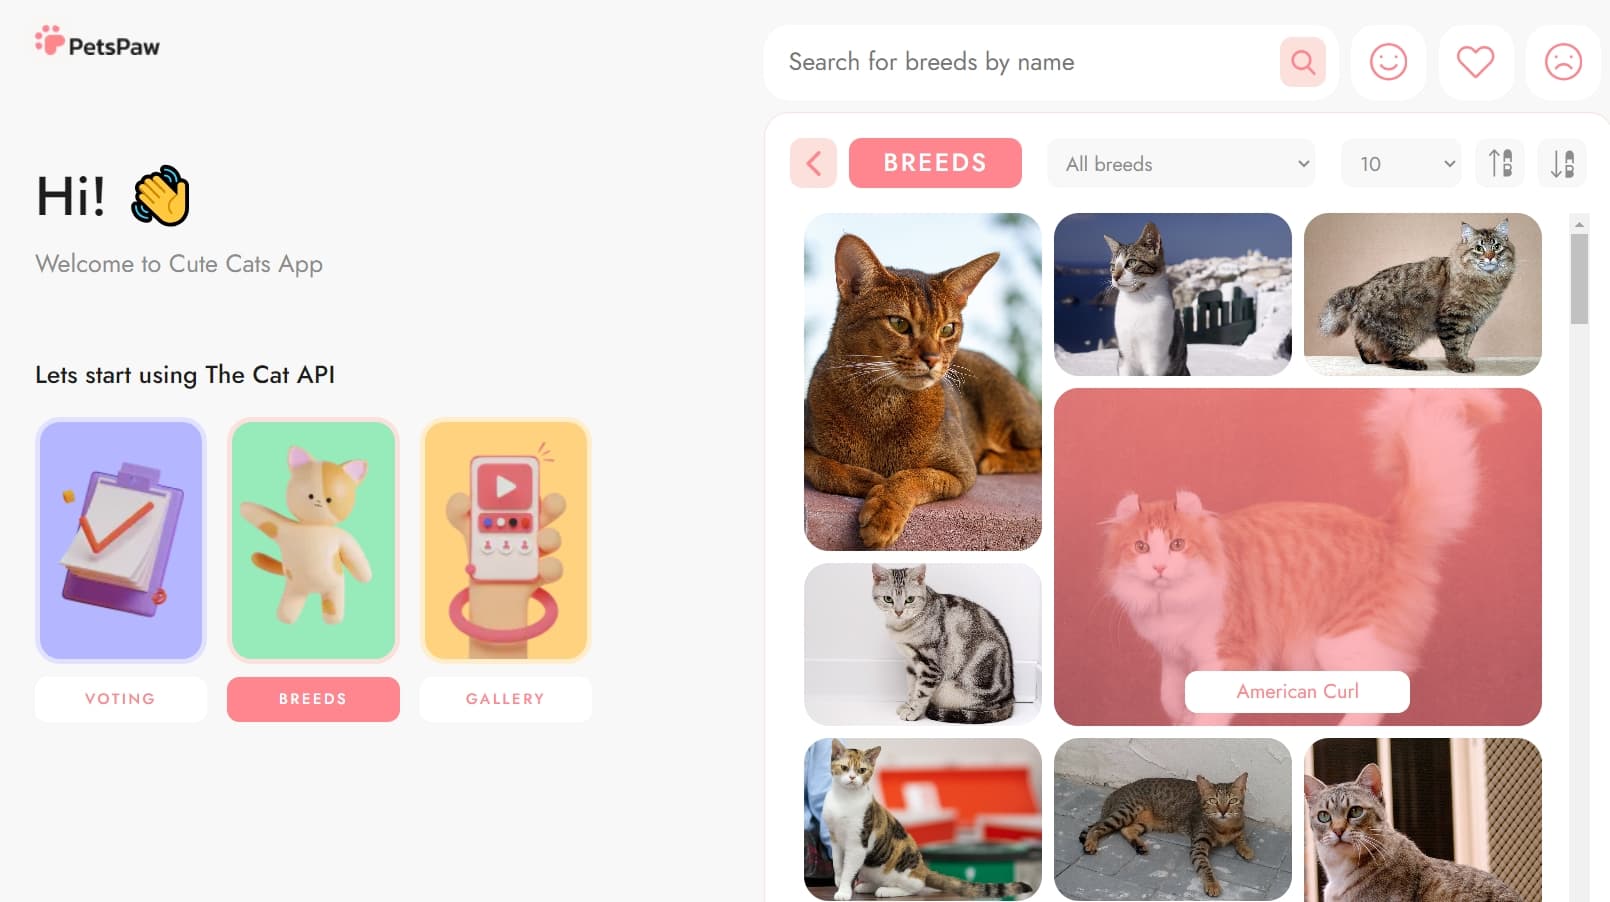 PetsPaw
Search for breeds by name
Hi!
Welcome to Cute Cats App
Lets start using The Cat API
VOTING
BREEDS
GALLERY
BREEDS
All breeds
10
American Curl